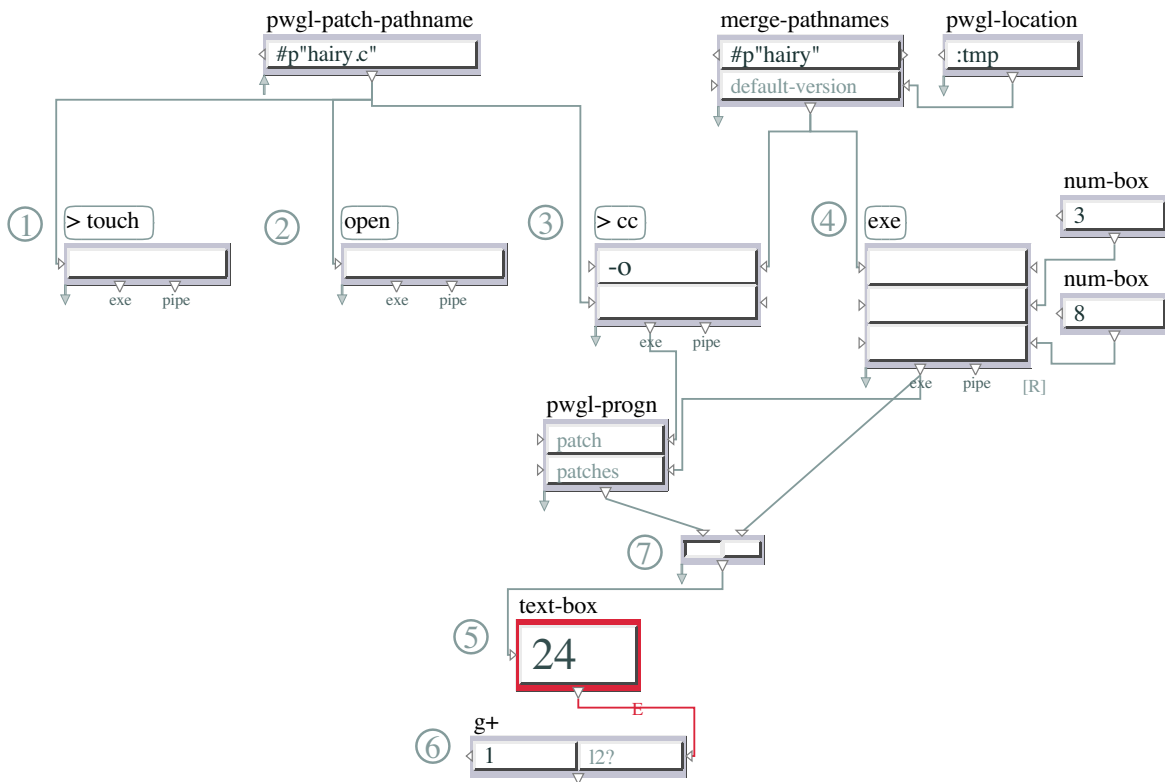 pwgl-patch-pathname
#p"hairy.c"
merge-pathnames
#p"hairy"
default-version
pwgl-location
:tmp
1
> touch
exe pipe
2
open
exe pipe
3
> cc
-o
exe pipe
4
exe
exe pipe [R]
num-box
3
num-box
8
pwgl-progn
patch
patches
7
text-box
5
24
E
g+
6
1 l2?